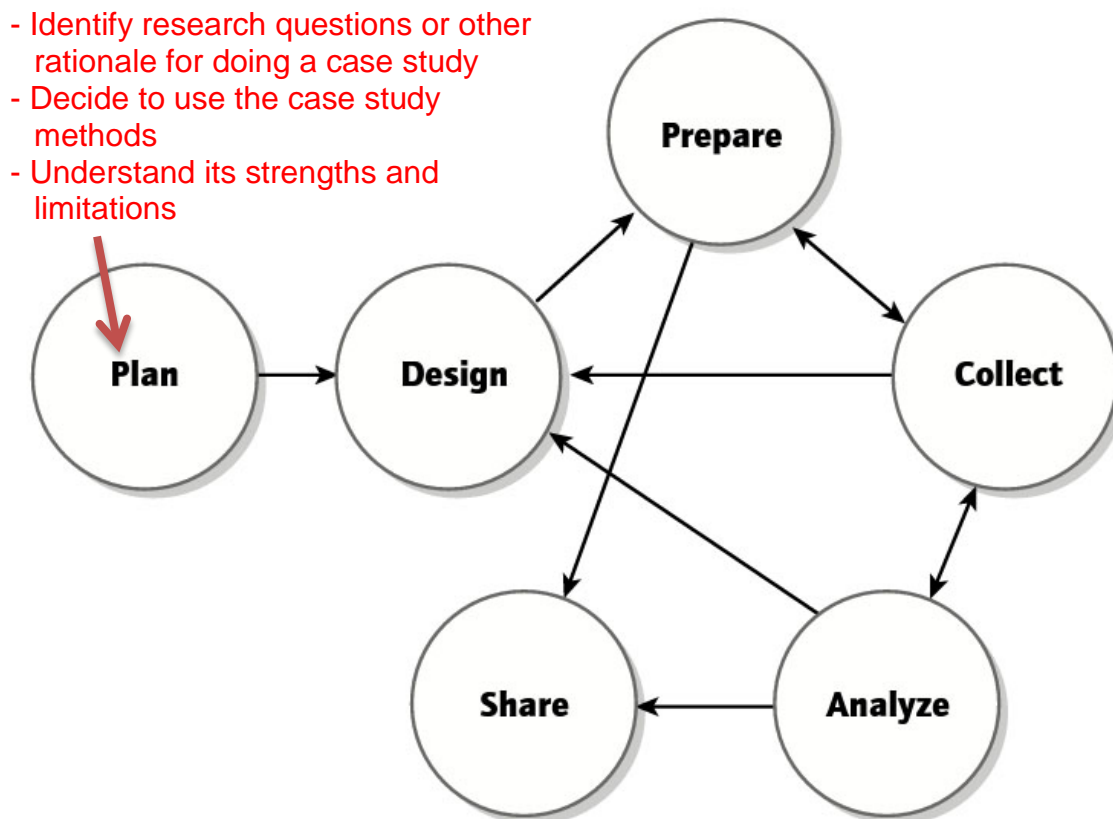 - Identify research questions or other
rationale for doing a case study
- Decide to use the case study
methods
- Understand its strengths and
limitations
Prepare
Plan
Design
Collect
Share
Analyze